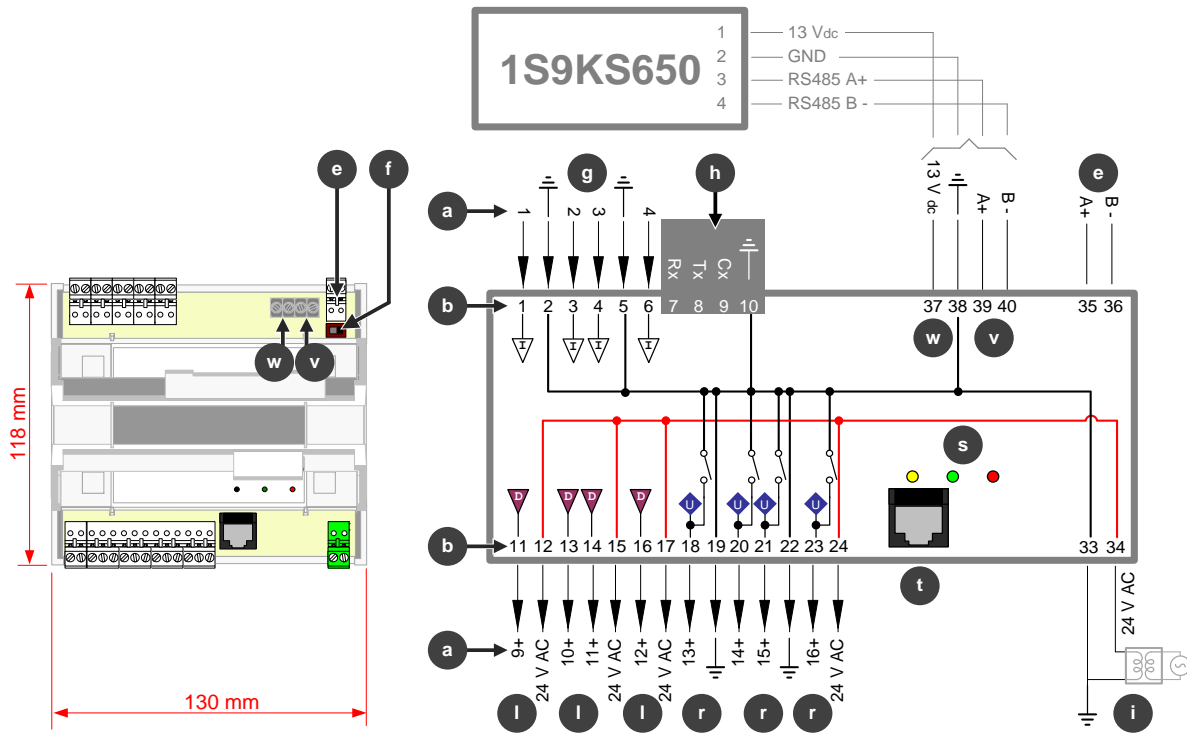 1S9KS650
1 13 Vdc
2 GND
3 RS485 A+
4 RS485 B -
e f g h e
a 1 2 3 4
Rx Tx Cx
13 V dc A+ B - A+ B -
b 1 2 3 4 5 6 7 8 9 10 37 38 39 40 35 36
I I I I
w v w v
118 mm
s
D D D D U U U U
b 11 12 13 14 15 16 17 18 19 20 21 22 23 24 33 34
t
a 9+ 24 V AC 10+ 11+ 24 V AC 12+ 24 V AC 13+ 14+ 15+ 16+ 24 V AC 24 V AC
S
130 mm
l l l r r r i